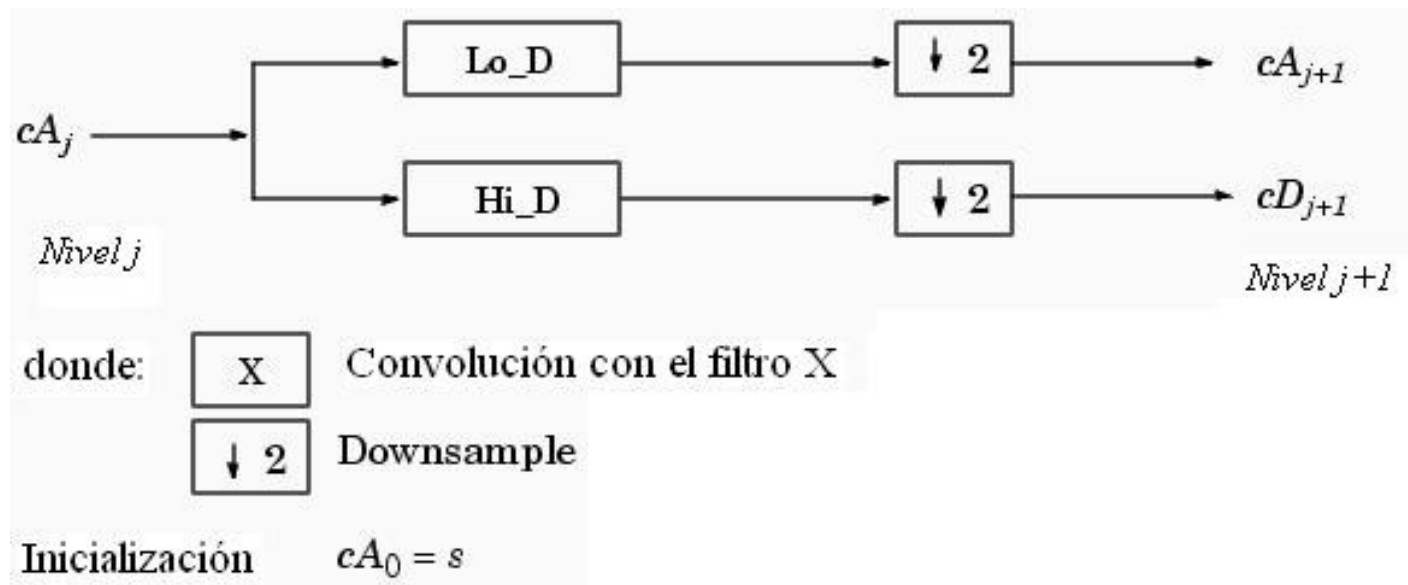 Lo_D
↓ 2
cA_{j+1}
cA_j
Hi_D
↓ 2
cD_{j+1}
Nivel j
Nivel j+1
donde:
X
Convolución con el filtro X
↓ 2
Downsample
Inicialización
cA_0 = s